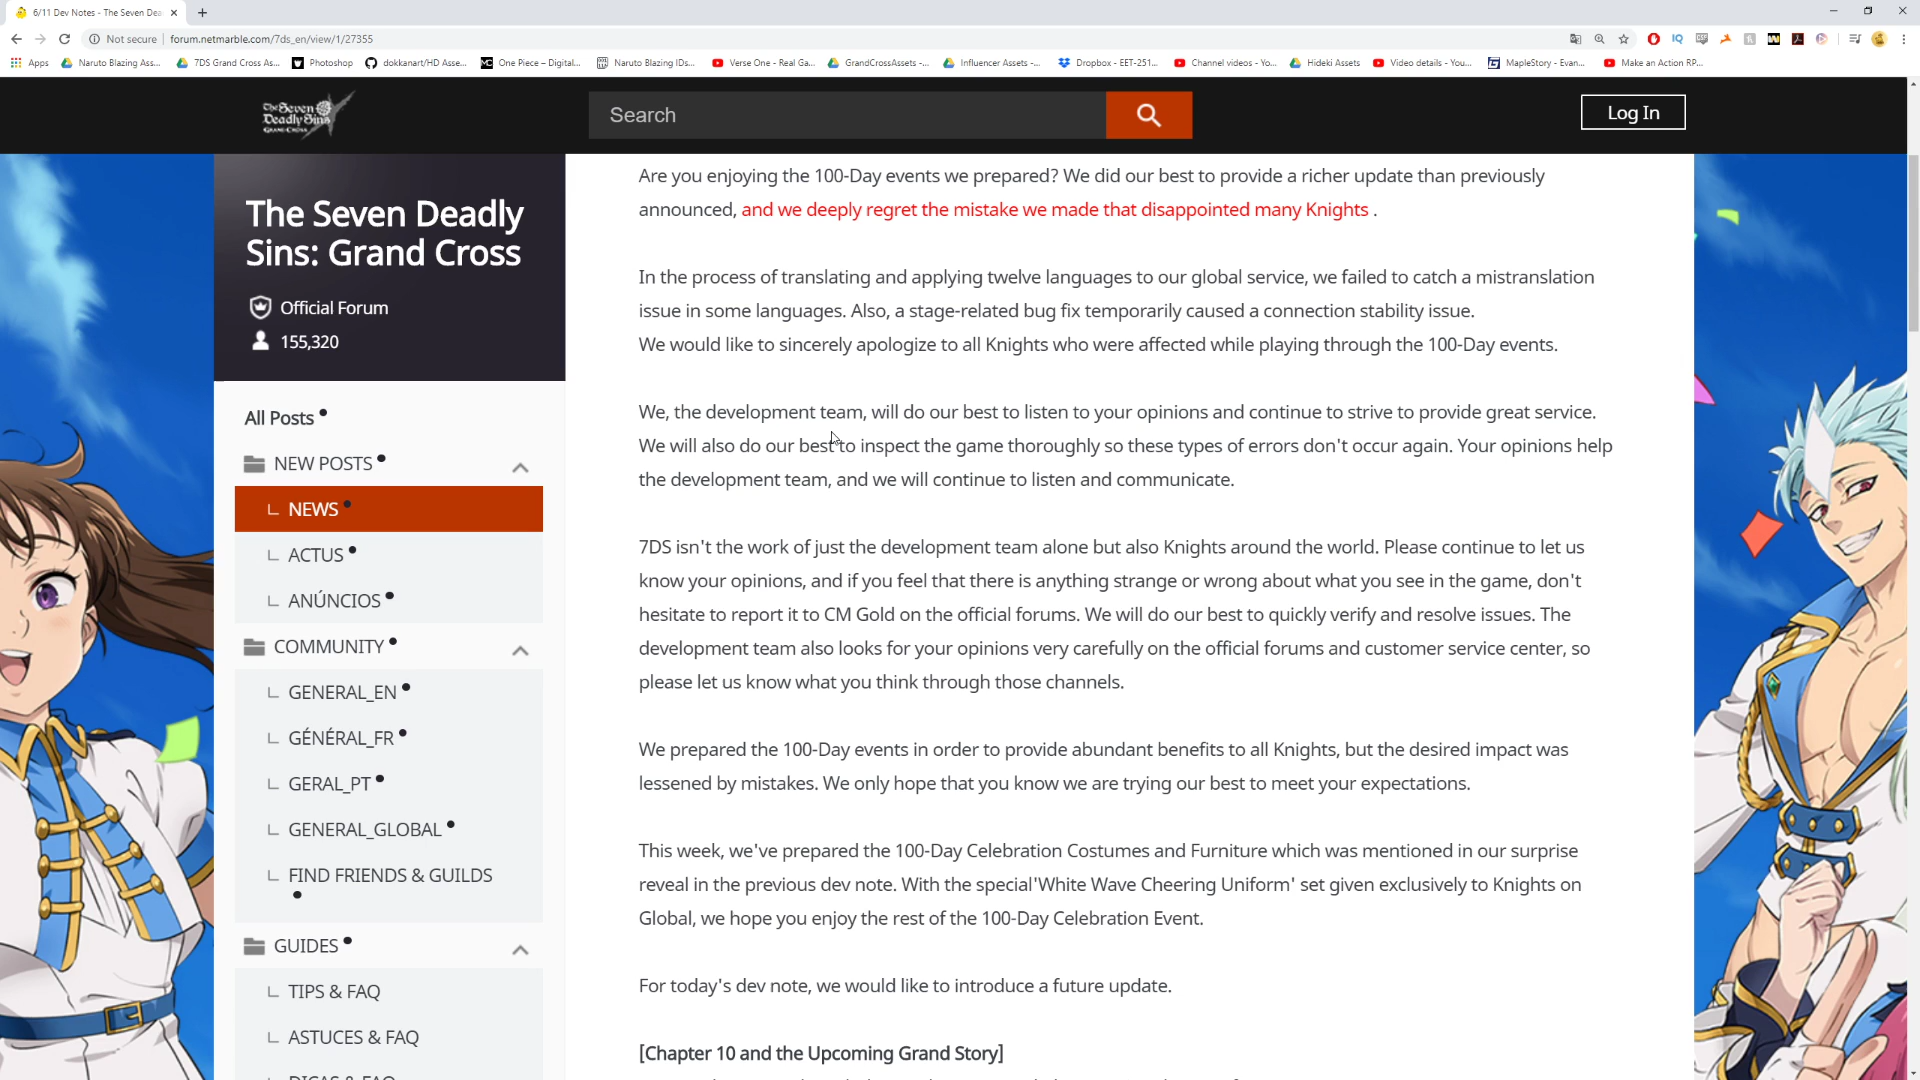 6/11 Dev Notes - The Seven Dea
Not secure
forum.netmarble.com/7ds_en/view/1/27355
Apps
Naruto Blazing Ass...
7DS Grand Cross As...
Photoshop
dokkanart/HD Asse...
One Piece – Digital...
Naruto Blazing IDs...
Verse One - Real Ga...
GrandCrossAssets -...
Influencer Assets -...
Dropbox - EET-251...
Channel videos - Yo...
Hideki Assets
Video details - You...
MapleStory - Evan...
Make an Action RP...
The Seven
Deadly Sins
GRAND CROSS
Search
Log In
The Seven Deadly
Sins: Grand Cross
Official Forum
155,320
All Posts
NEW POSTS
NEWS
ACTUS
ANÚNCIOS
COMMUNITY
GENERAL_EN
GÉNÉRAL_FR
GERAL_PT
GENERAL_GLOBAL
FIND FRIENDS & GUILDS
GUIDES
TIPS & FAQ
ASTUCES & FAQ
DICAS & FAQ
Are you enjoying the 100-Day events we prepared? We did our best to provide a richer update than previously
announced, and we deeply regret the mistake we made that disappointed many Knights .
In the process of translating and applying twelve languages to our global service, we failed to catch a mistranslation
issue in some languages. Also, a stage-related bug fix temporarily caused a connection stability issue.
We would like to sincerely apologize to all Knights who were affected while playing through the 100-Day events.
We, the development team, will do our best to listen to your opinions and continue to strive to provide great service.
We will also do our best to inspect the game thoroughly so these types of errors don't occur again. Your opinions help
the development team, and we will continue to listen and communicate.
7DS isn't the work of just the development team alone but also Knights around the world. Please continue to let us
know your opinions, and if you feel that there is anything strange or wrong about what you see in the game, don't
hesitate to report it to CM Gold on the official forums. We will do our best to quickly verify and resolve issues. The
development team also looks for your opinions very carefully on the official forums and customer service center, so
please let us know what you think through those channels.
We prepared the 100-Day events in order to provide abundant benefits to all Knights, but the desired impact was
lessened by mistakes. We only hope that you know we are trying our best to meet your expectations.
This week, we've prepared the 100-Day Celebration Costumes and Furniture which was mentioned in our surprise
reveal in the previous dev note. With the special'White Wave Cheering Uniform' set given exclusively to Knights on
Global, we hope you enjoy the rest of the 100-Day Celebration Event.
For today's dev note, we would like to introduce a future update.
[Chapter 10 and the Upcoming Grand Story]